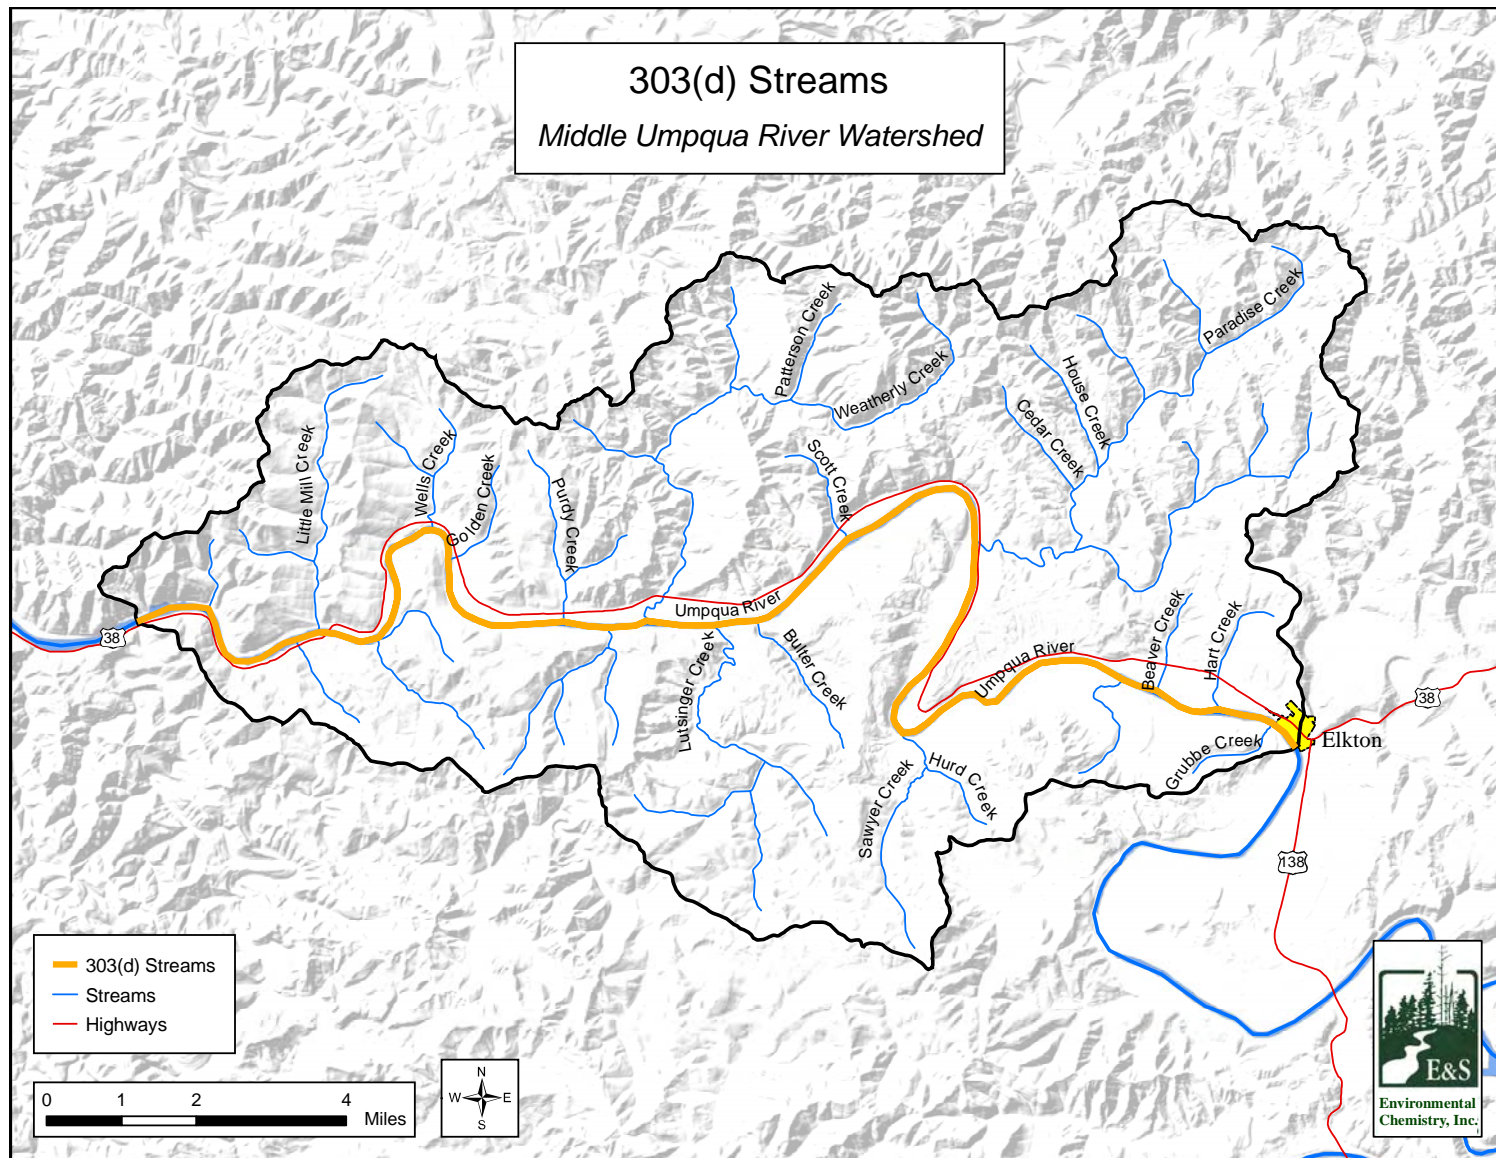 303(d) Streams
Middle Umpqua River Watershed
Paradise Creek
Patterson Creek
Weatherly Creek
House Creek
Cedar Creek
Scott Creek
Little Mill Creek
Wells Creek
Golden Creek
Purdy Creek
Umpqua River
Lutsinger Creek
Bulter Creek
Umpqua River
Beaver Creek
Hart Creek
Grubbe Creek
Elkton
Sawyer Creek
Hurd Creek
38
38
138
303(d) Streams
Streams
Highways
0 1 2 4
Miles
N
W E
S
E&S
Environmental
Chemistry, Inc.